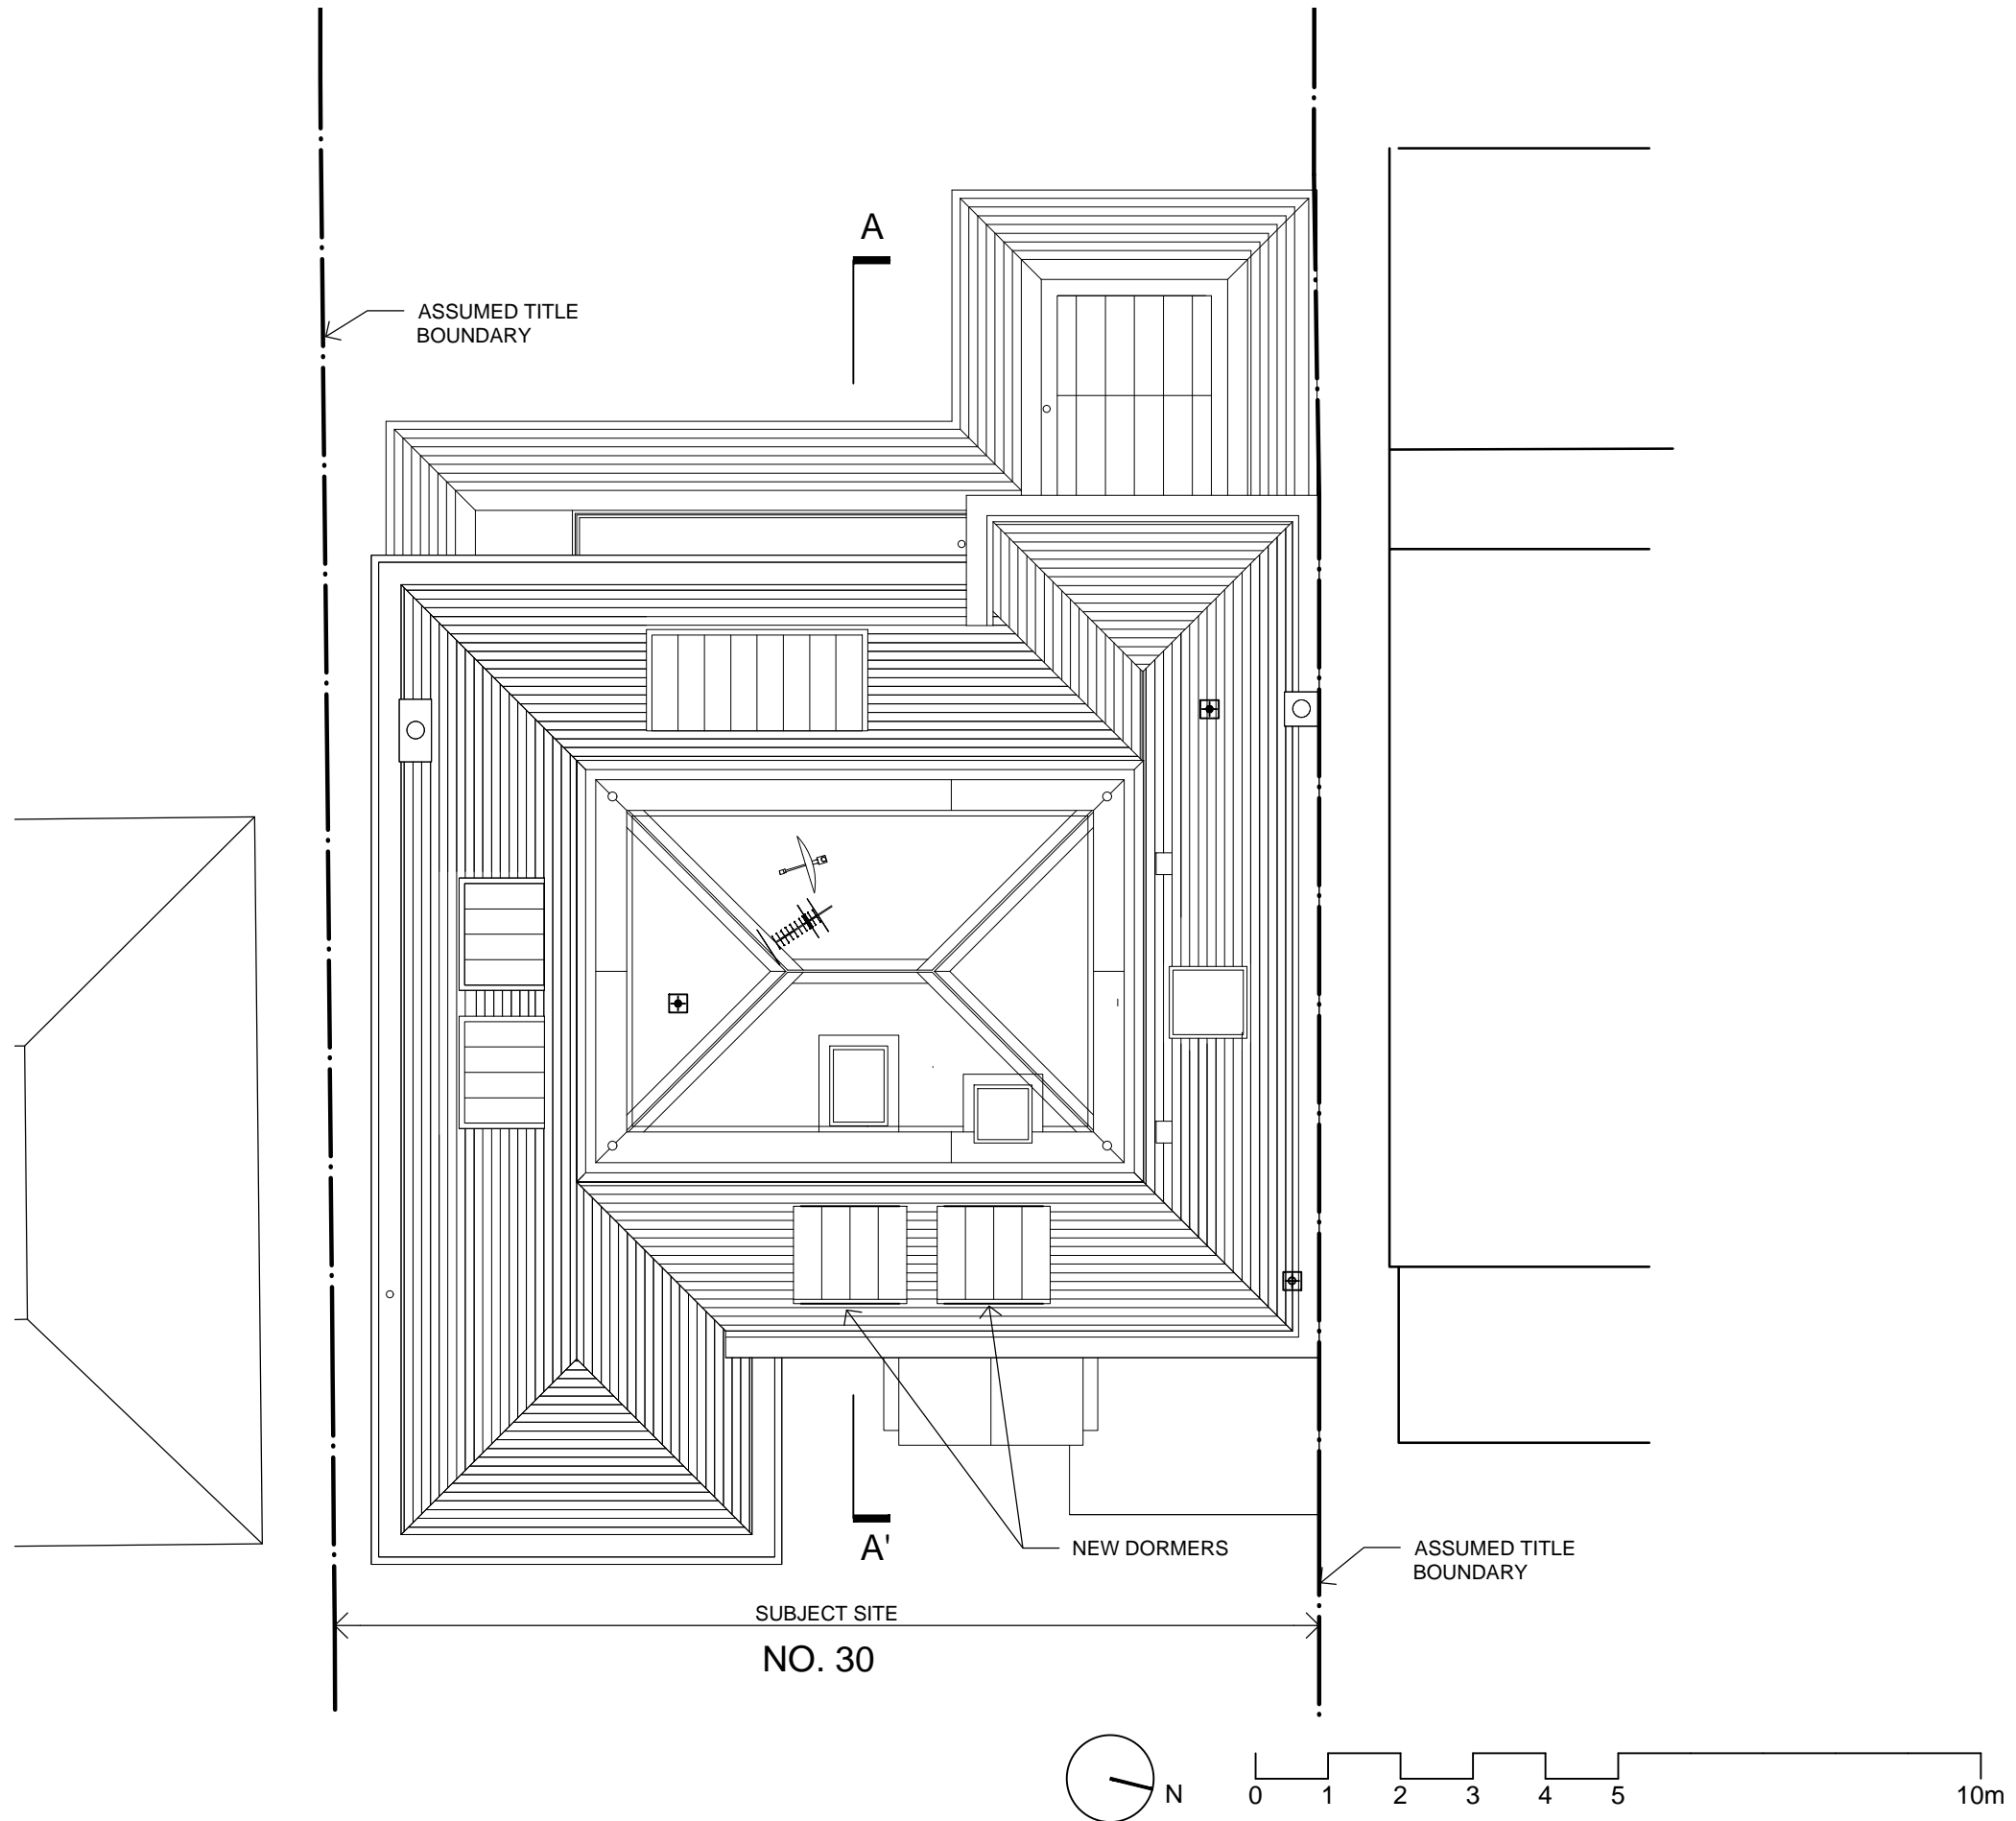 A
ASSUMED TITLE
BOUNDARY
A'
NEW DORMERS
ASSUMED TITLE
BOUNDARY
SUBJECT SITE
NO. 30
N
0 1 2 3 4 5 10m